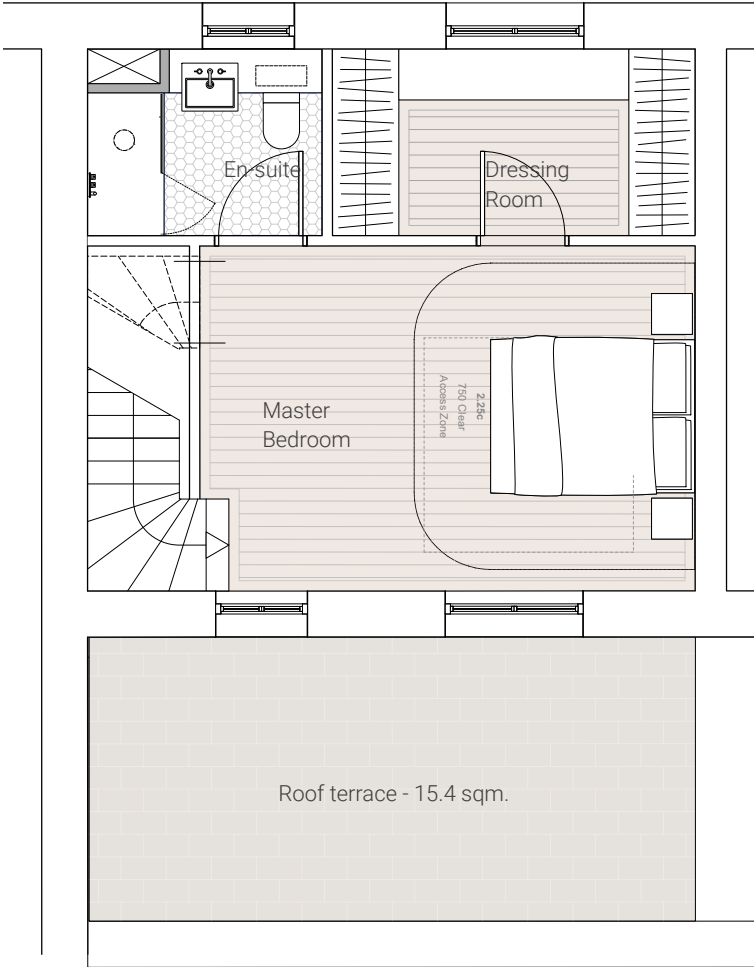 En-suite
Dressing
Room
Master
Bedroom
2.25c
750 Clear
Access Zone
Roof terrace - 15.4 sqm.